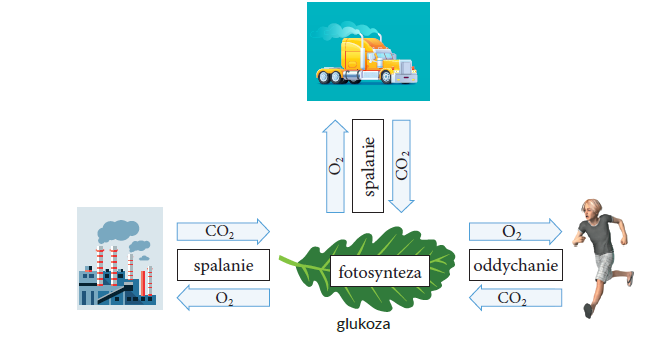 O₂
spalanie
CO₂
CO₂
spalanie
O₂
fotosynteza
glukoza
O₂
oddychanie
CO₂